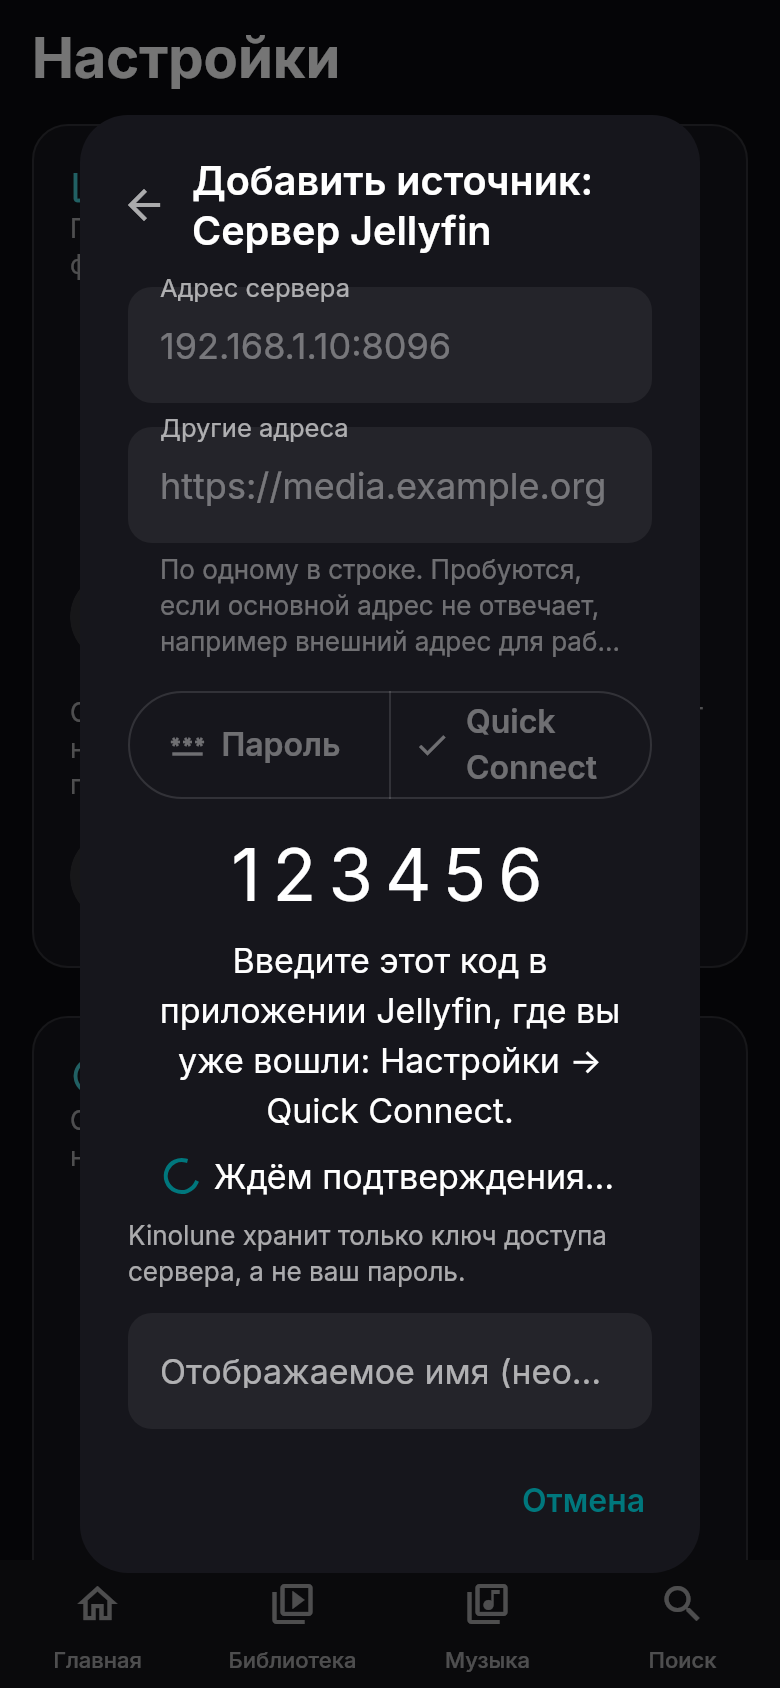 Настройки
Добавить источник:
Сервер Jellyfin
Адрес сервера
192.168.1.10:8096
Другие адреса
https://media.example.org
По одному в строке. Пробуются,
если основной адрес не отвечает,
например внешний адрес для раб...
*** Пароль
Quick
Connect
123456
Введите этот код в
приложении Jellyfin, где вы
уже вошли: Настройки →
Quick Connect.
Ждём подтверждения...
Kinolune хранит только ключ доступа
сервера, а не ваш пароль.
Отображаемое имя (нео...
Отмена
Главная
Библиотека
Музыка
Поиск